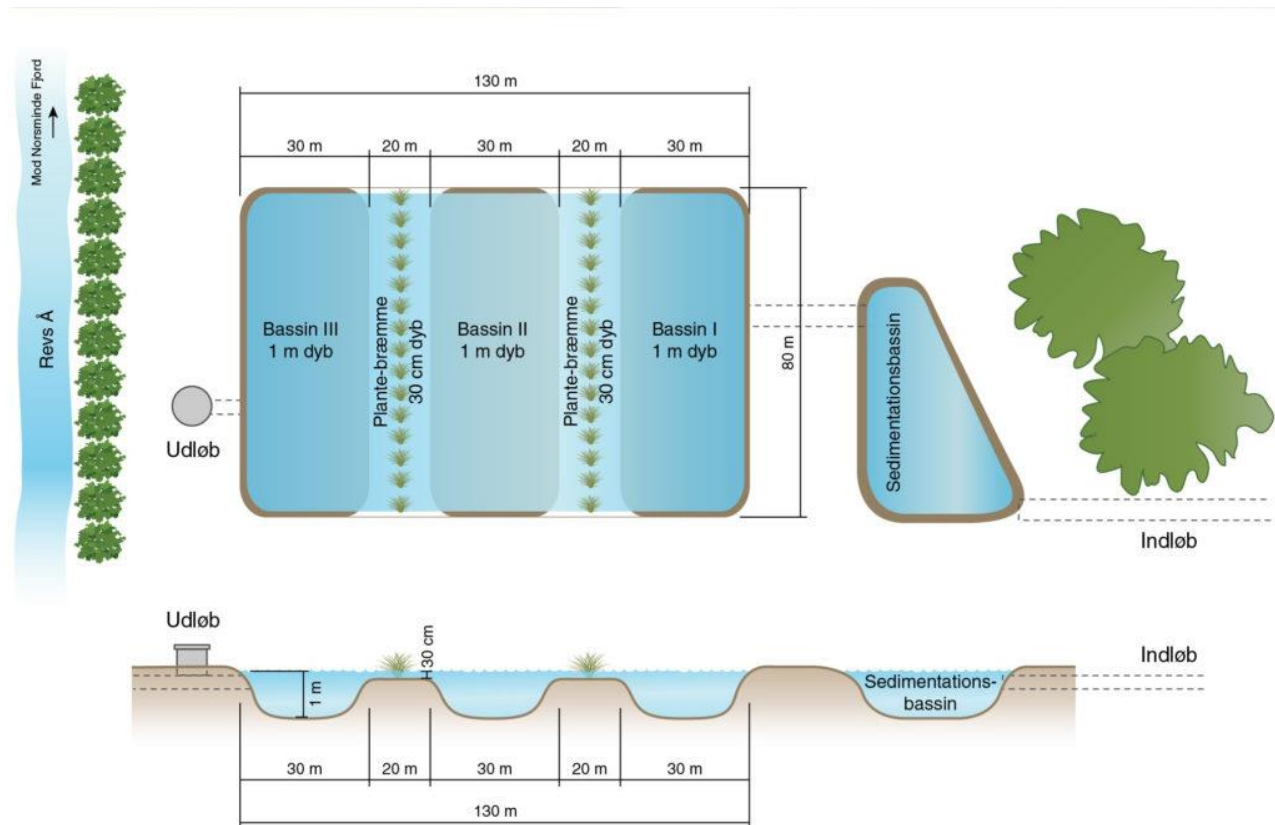 130 m
30 m
20 m
30 m
20 m
30 m
Mod Norsminde Fjord
Revs Å
Bassin III
1 m dyb
Plante-bræmme
30 cm dyb
Bassin II
1 m dyb
Plante-bræmme
30 cm dyb
Bassin I
1 m dyb
80 m
Sedimentationsbassin
Udløb
Indløb
Udløb
30 cm
1 m
Indløb
Sedimentations-
bassin
30 m
20 m
30 m
20 m
30 m
130 m